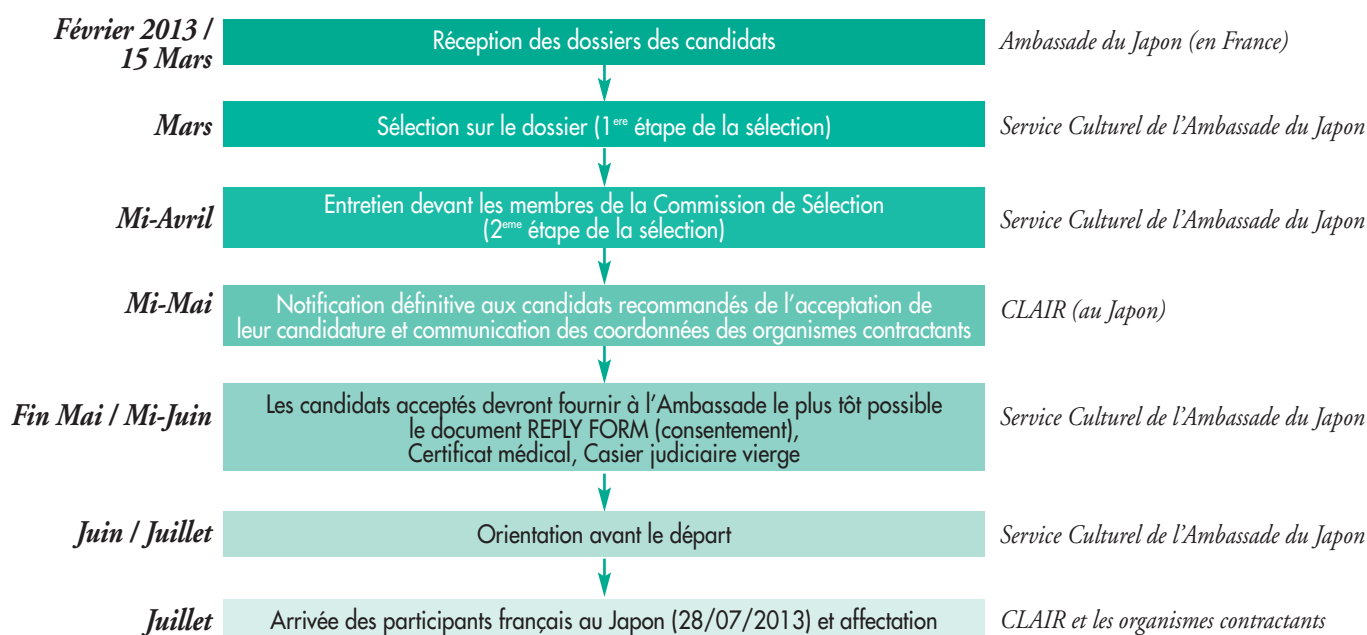 Février 2013 /
15 Mars
Réception des dossiers des candidats
Ambassade du Japon (en France)
Mars
Sélection sur le dossier (1ere étape de la sélection)
Service Culturel de l'Ambassade du Japon
Mi-Avril
Entretien devant les membres de la Commission de Sélection
(2eme étape de la sélection)
Service Culturel de l'Ambassade du Japon
Mi-Mai
Notification définitive aux candidats recommandés de l'acceptation de
leur candidature et communication des coordonnées des organismes contractants
CLAIR (au Japon)
Fin Mai / Mi-Juin
Les candidats acceptés devront fournir à l'Ambassade le plus tôt possible
le document REPLY FORM (consentement),
Certificat médical, Casier judiciaire vierge
Service Culturel de l'Ambassade du Japon
Juin / Juillet
Orientation avant le départ
Service Culturel de l'Ambassade du Japon
Juillet
Arrivée des participants français au Japon (28/07/2013) et affectation
CLAIR et les organismes contractants